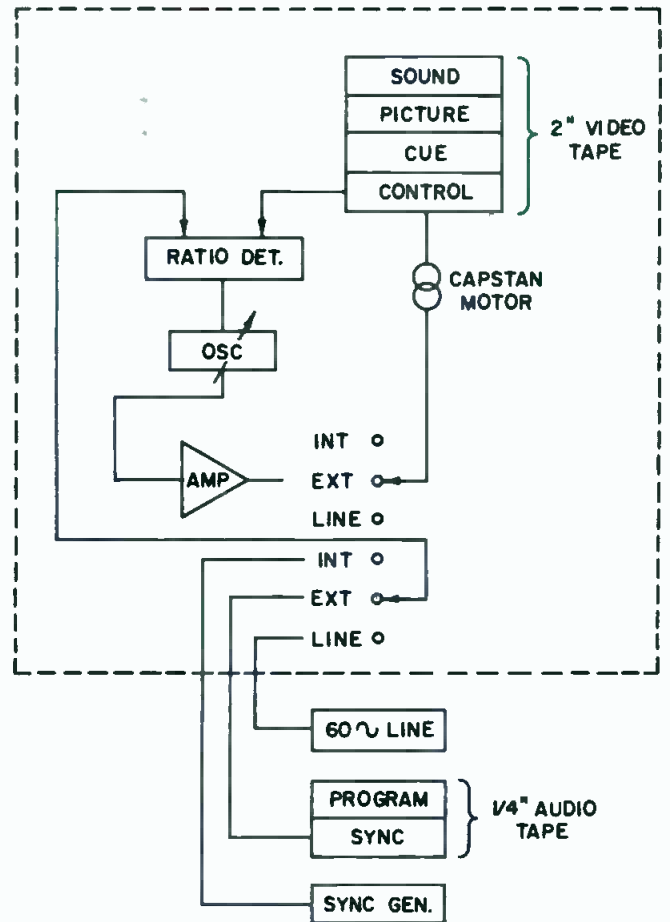 SOUND
PICTURE
CUE
CONTROL
2" VIDEO
TAPE
RATIO DET.
CAPSTAN
MOTOR
OSC
INT
AMP
EXT
LINE
INT
EXT
LINE
60∿ LINE
PROGRAM
SYNC
1/4" AUDIO
TAPE
SYNC GEN.